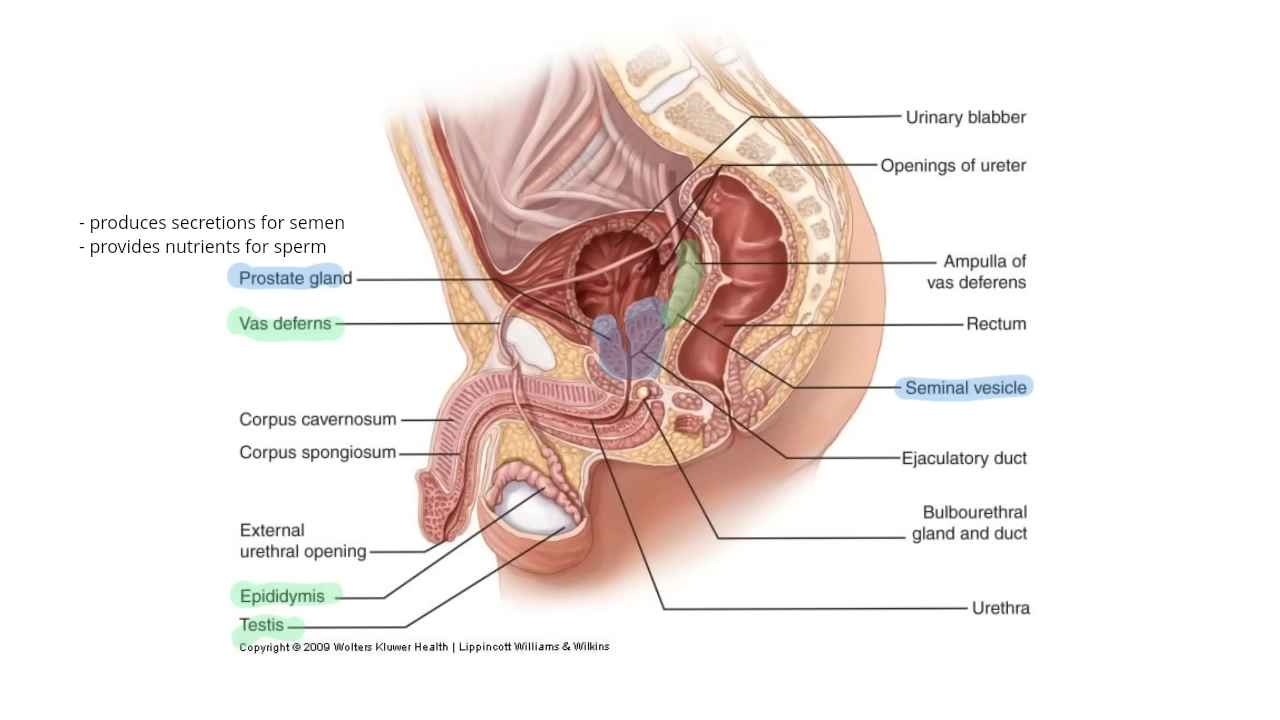 - produces secretions for semen
- provides nutrients for sperm
Prostate gland
Vas deferns
Corpus cavernosum
Corpus spongiosum
External
urethral opening
Epididymis
Testis
Urinary blabber
Openings of ureter
Ampulla of
vas deferens
Rectum
Seminal vesicle
Ejaculatory duct
Bulbourethral
gland and duct
Urethra
Copyright © 2009 Wolters Kluwer Health | Lippincott Williams & Wilkins